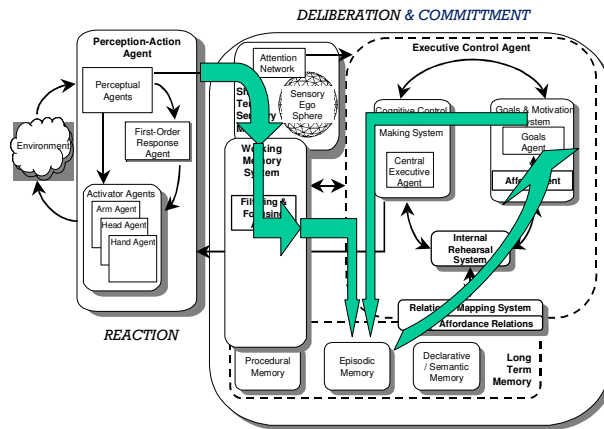 DELIBERATION & COMMITTMENT
Perception-Action
Agent
Perceptual
Agents
First-Order
Response
Agent
Environment
Activator Agents
Arm Agent
Head Agent
Hand Agent
REACTION
Attention
Network
Sensory
Ego
Sphere
Working
Memory
System
Filtering &
Executive Control Agent
Cognitive Control
Making System
Central
Executive
Agent
Goals & Motivation
System
Goals
Agent
Internal
Rehearsal
System
Mapping System
Affordance Relations
Procedural
Memory
Episodic
Memory
Declarative
/ Semantic
Memory
Long
Term
Memory